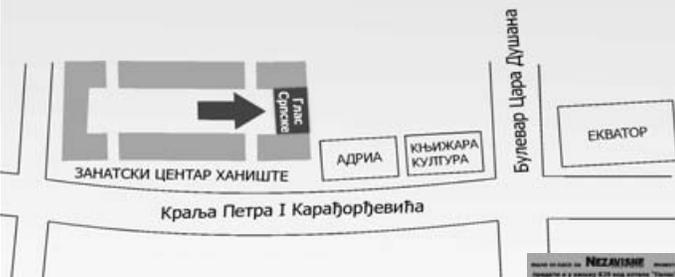 Глас
Српске
АДРИА
КЊИЖАРА
КУЛТУРА
Булевар Цара Душана
ЕКВАТОР
ЗАНАТСКИ ЦЕНТАР ХАНИШТЕ
Краља Петра I Карађорђевића
NEZAVISNE